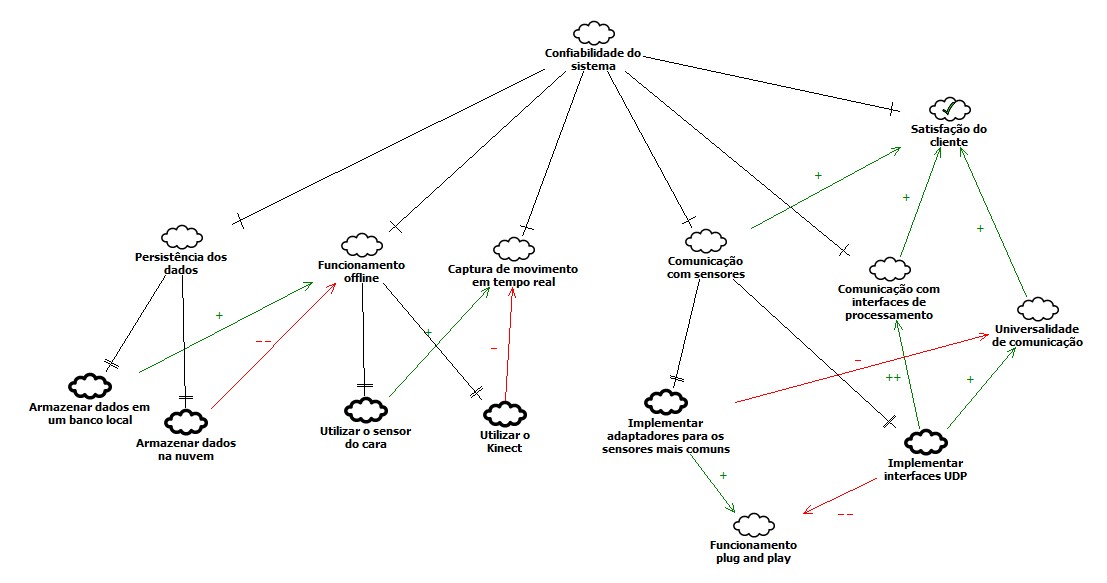 Confiabilidade do
sistema
Satisfação do
cliente
+
+
+
Persistência dos
dados
Funcionamento
offline
Captura de movimento
em tempo real
Comunicação
com sensores
Comunicação com
interfaces de
processamento
Universalidade
de comunicação
+
--
+
-
-
++
+
Armazenar dados em
um banco local
Armazenar dados
na nuvem
Utilizar o sensor
do cara
Utilizar o
Kinect
Implementar
adaptadores para os
sensores mais comuns
Implementar
interfaces UDP
+
--
Funcionamento
plug and play